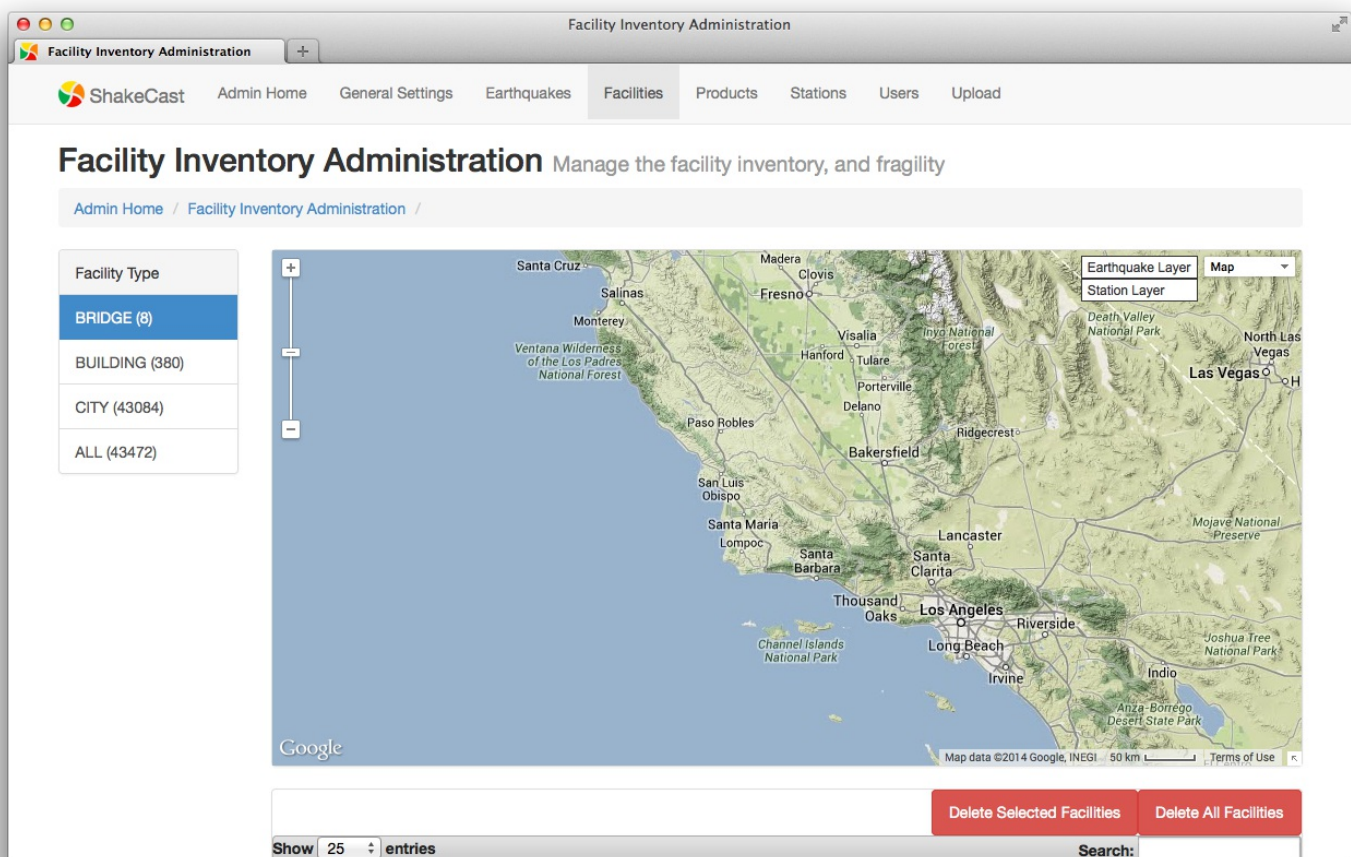 Facility Inventory Administration
Facility Inventory Administration
ShakeCast Admin Home General Settings Earthquakes Facilities Products Stations Users Upload
Facility Inventory Administration Manage the facility inventory, and fragility
Admin Home / Facility Inventory Administration /
Facility Type
BRIDGE (8)
BUILDING (380)
CITY (43084)
ALL (43472)
Earthquake Layer
Station Layer
Map
Santa Cruz
Madera
Clovis
Salinas
Fresno
Monterey
Death Valley
National Park
Visalia
Inyo National
Forest
North Las
Vegas
Ventana Wilderness
of the Los Padres
National Forest
Hanford
Tulare
Las Vegas
H
Porterville
Delano
Paso Robles
Ridgecrest
Bakersfield
San Luis
Obispo
Santa Maria
Mojave National
Preserve
Lompoc
Lancaster
Santa
Barbara
Santa
Clarita
Thousand
Oaks
Los Angeles
Riverside
Channel Islands
National Park
Long Beach
Joshua Tree
National Park
Irvine
Indio
Anza-Borrego
Desert State Park
Google
Map data ©2014 Google, INEGI 50 km Terms of Use
El Centro
Delete Selected Facilities Delete All Facilities
Show 25 entries Search: